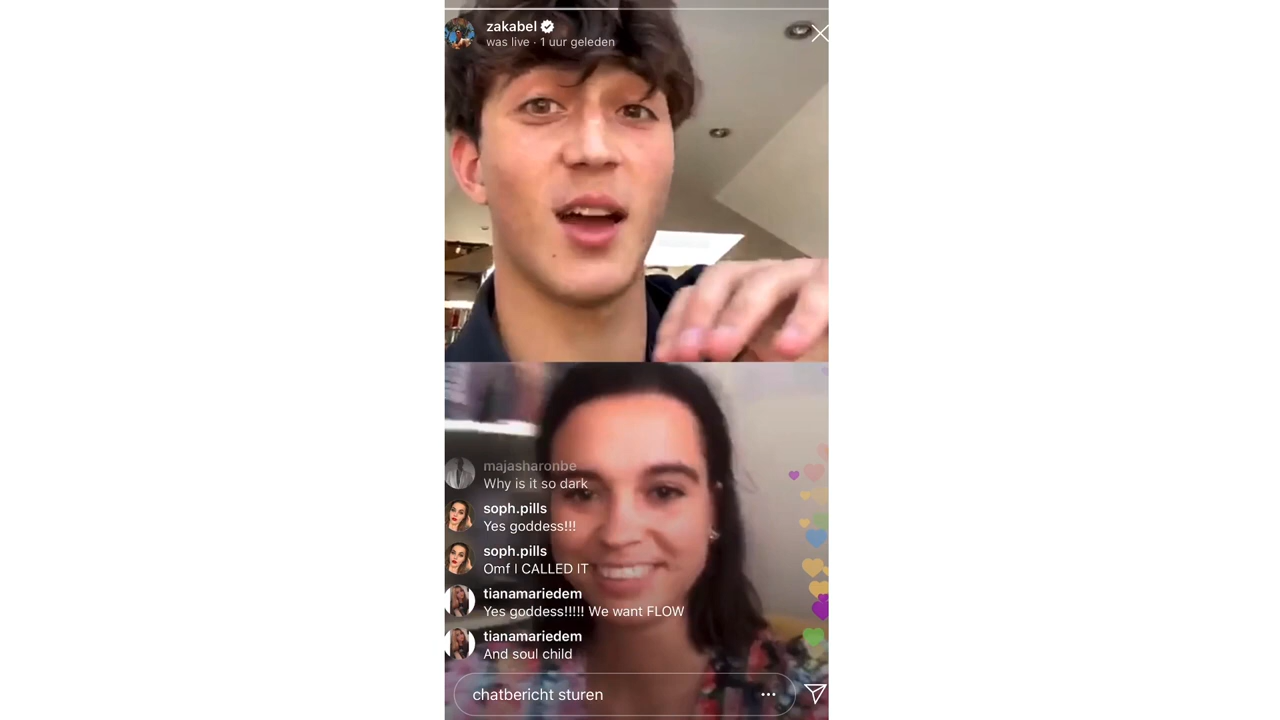 zakabel
was live · 1 uur geleden
majasharonbe
Why is it so dark
soph.pills
Yes goddess!!!
soph.pills
Omf I CALLED IT
tianamariedem
Yes goddess!!!!! We want FLOW
tianamariedem
And soul child
chatbericht sturen